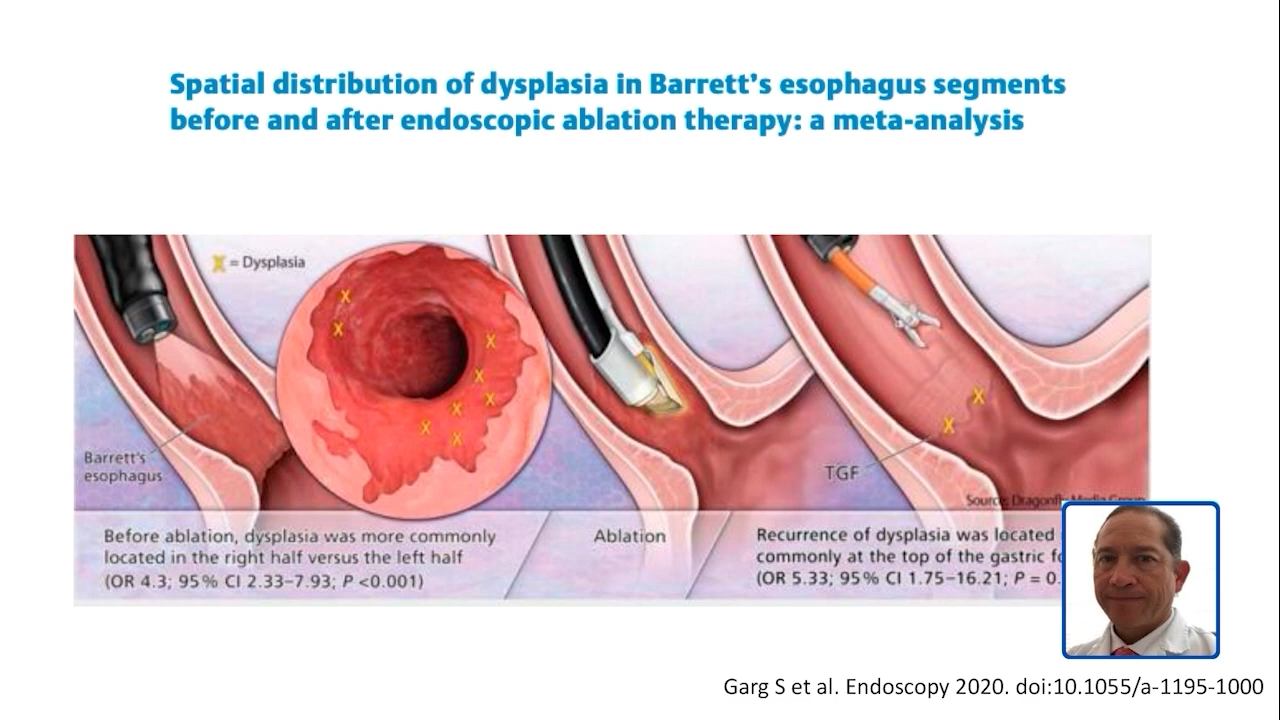 Spatial distribution of dysplasia in Barrett's esophagus segments
before and after endoscopic ablation therapy: a meta-analysis
X = Dysplasia
Barrett's
esophagus
TGF
Source: Dragonfly Media Group
Before ablation, dysplasia was more commonly
located in the right half versus the left half
(OR 4.3; 95% CI 2.33–7.93; P <0.001)
Ablation
Recurrence of dysplasia was located
commonly at the top of the gastric
(OR 5.33; 95% CI 1.75–16.21; P = 0.
Garg S et al. Endoscopy 2020. doi:10.1055/a-1195-1000